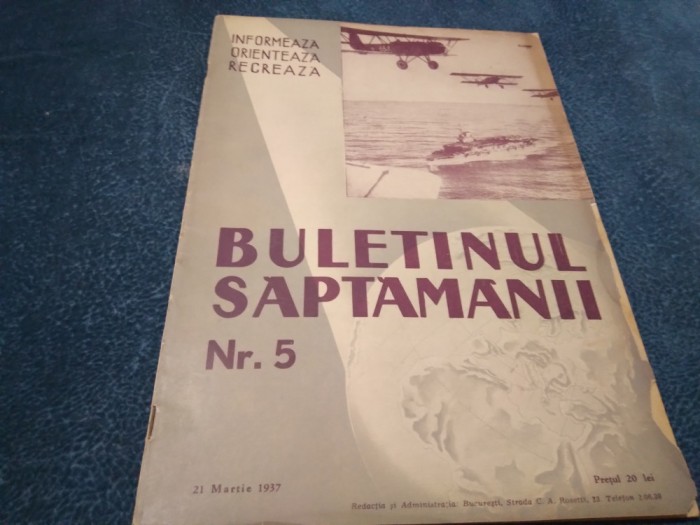 INFORMEAZA
ORIENTEAZA
RECREAZA
BULETINUL
SAPTAMANII
Nr. 5
21 Martie 1937
Prețul 20 lei
Redacția și Administrația: București, Strada C. A. Rosetti,